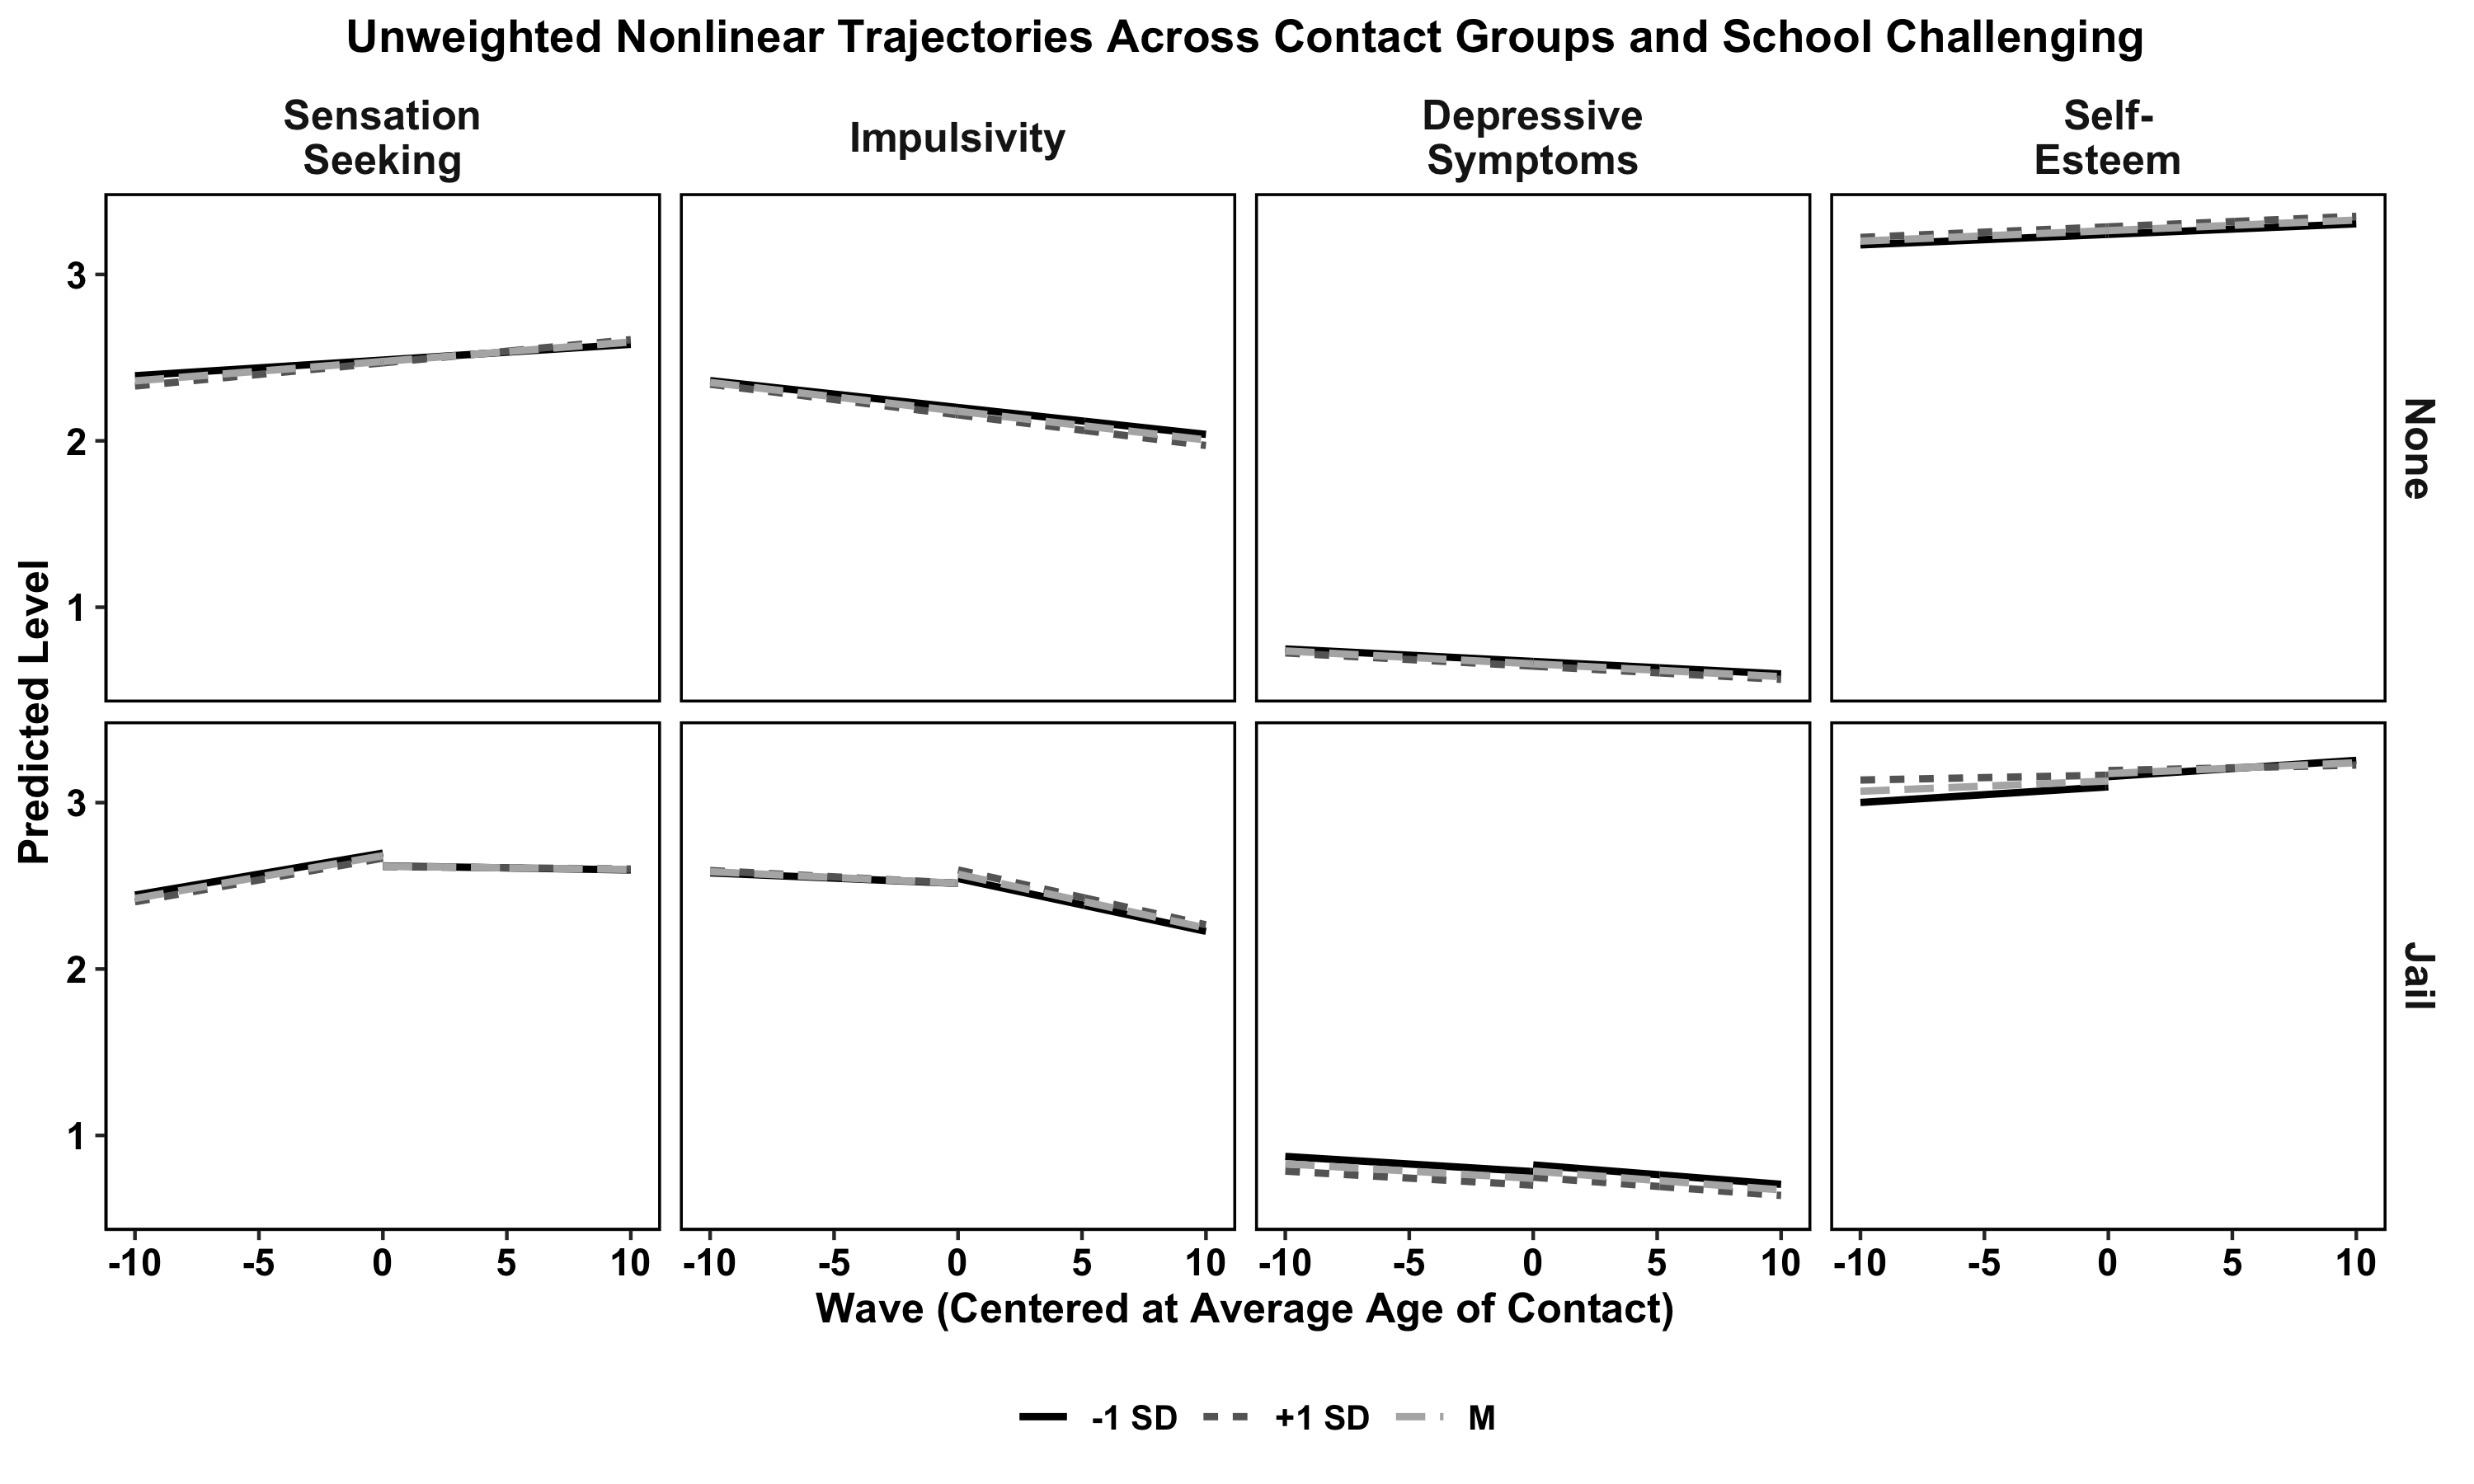 Unweighted Nonlinear Trajectories Across Contact Groups and School Challenging
Sensation
Seeking
Impulsivity
Depressive
Symptoms
Self-
Esteem
Predicted Level
3
2
1
None
3
2
1
Jail
-10 -5 0 5 10 -10 -5 0 5 10 -10 -5 0 5 10 -10 -5 0 5 10
Wave (Centered at Average Age of Contact)
-1 SD +1 SD M